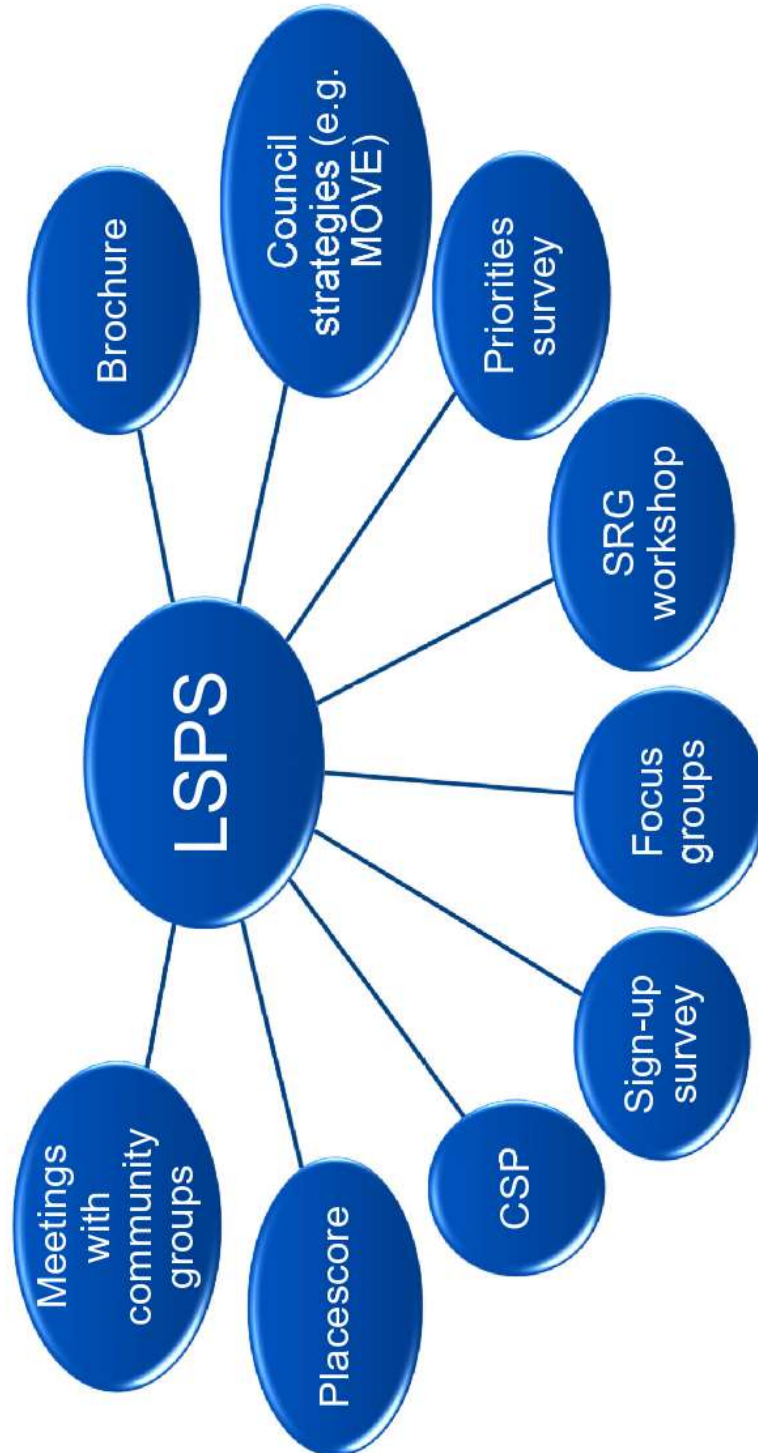 LSPS
Meetings
with
community
groups
Placescore
CSP
Sign-up
survey
Focus
groups
SRG
workshop
Priorities
survey
Council
strategies (e.g.
MOVE)
Brochure